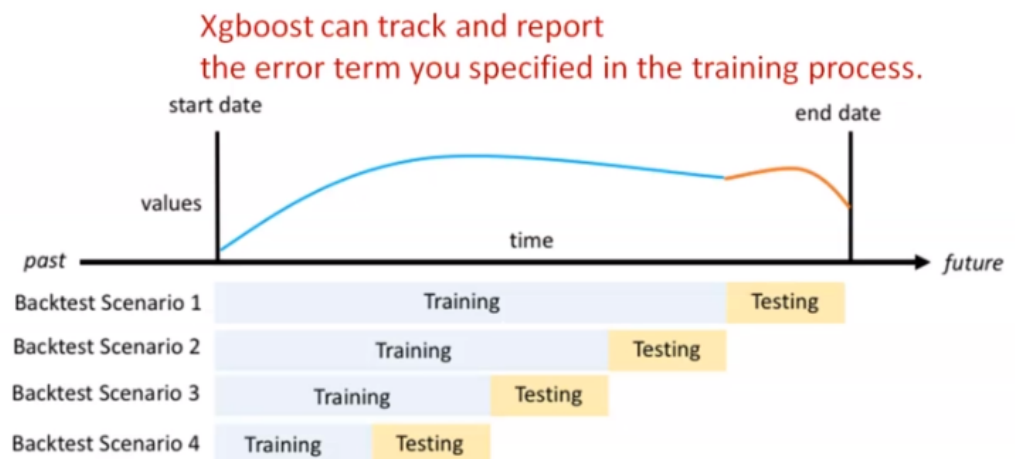 Xgboost can track and report
the error term you specified in the training process.
start date
end date
values
time
past
future
Backtest Scenario 1
Training
Testing
Backtest Scenario 2
Training
Testing
Backtest Scenario 3
Training
Testing
Backtest Scenario 4
Training
Testing